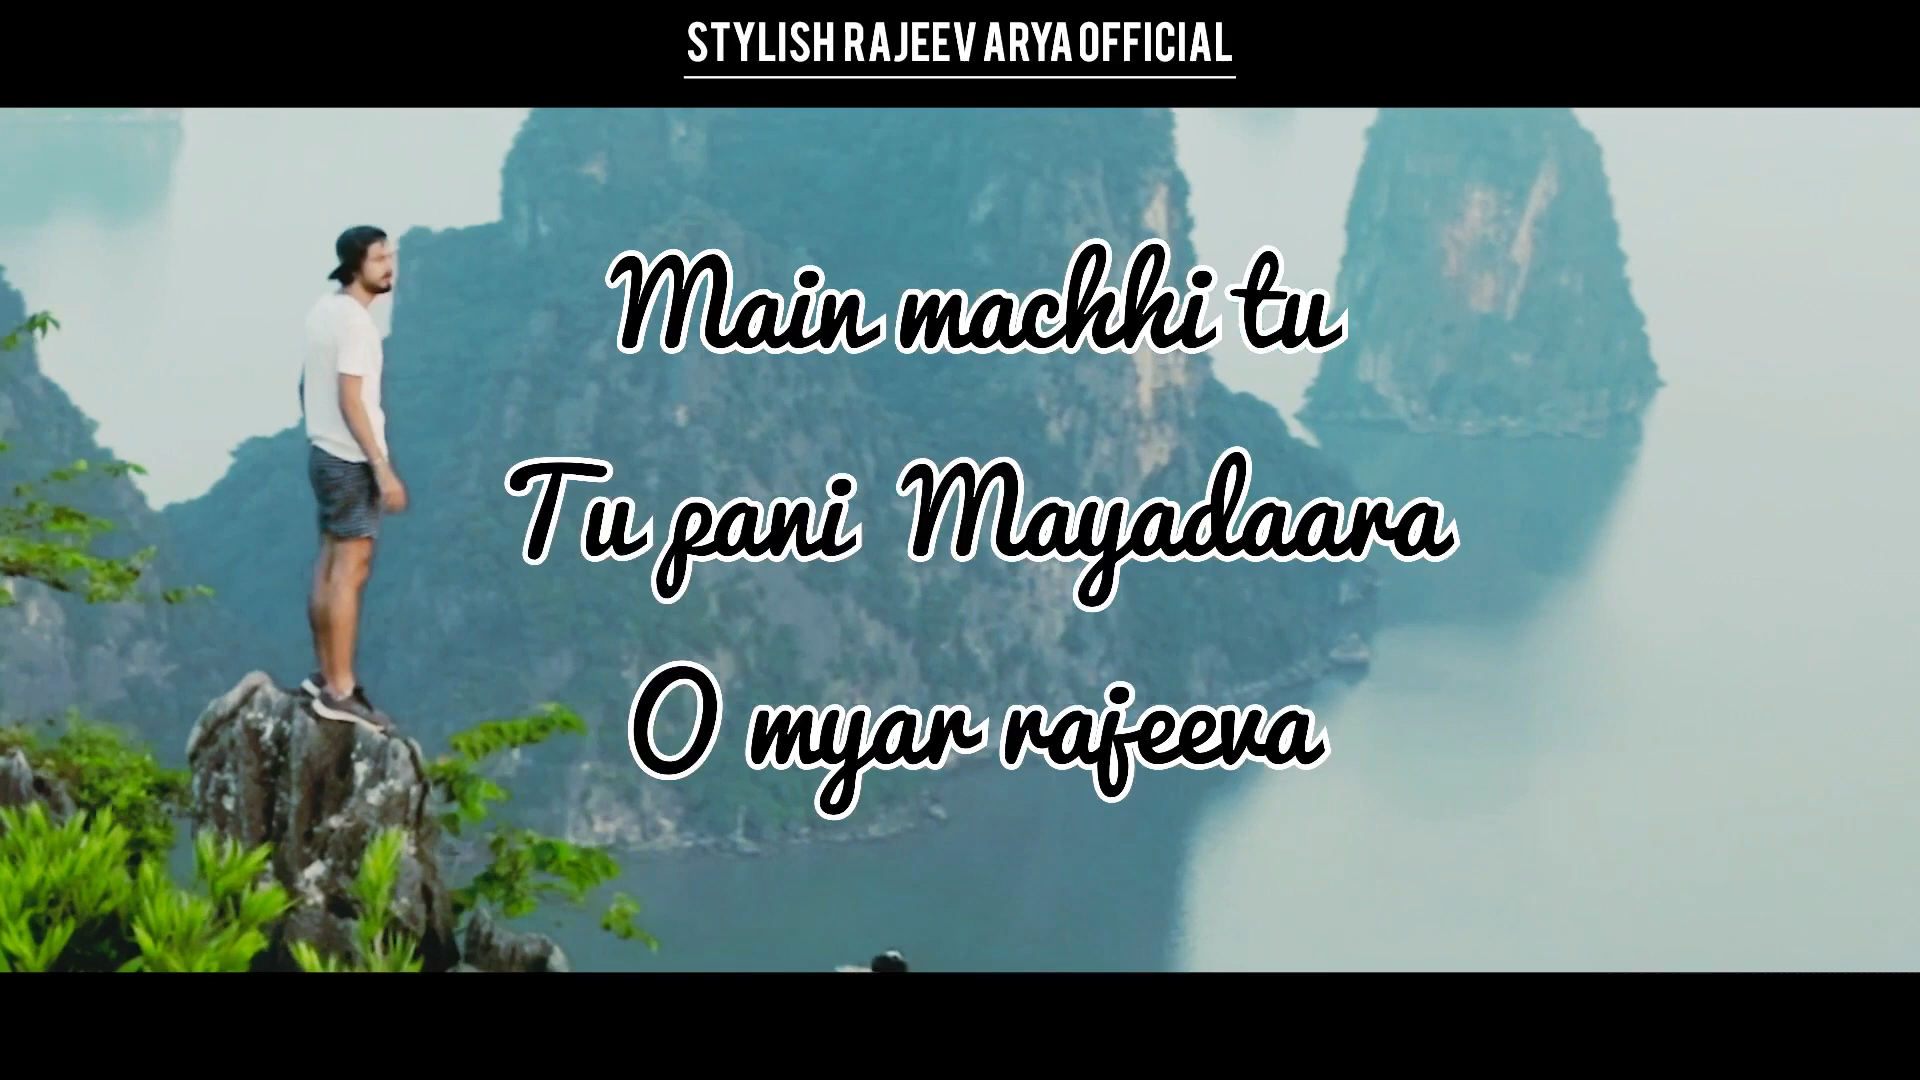 STYLISH RAJEEV ARYA OFFICIAL
Main machhi tu
Tu pani Mayadaara
O myar rajeeva